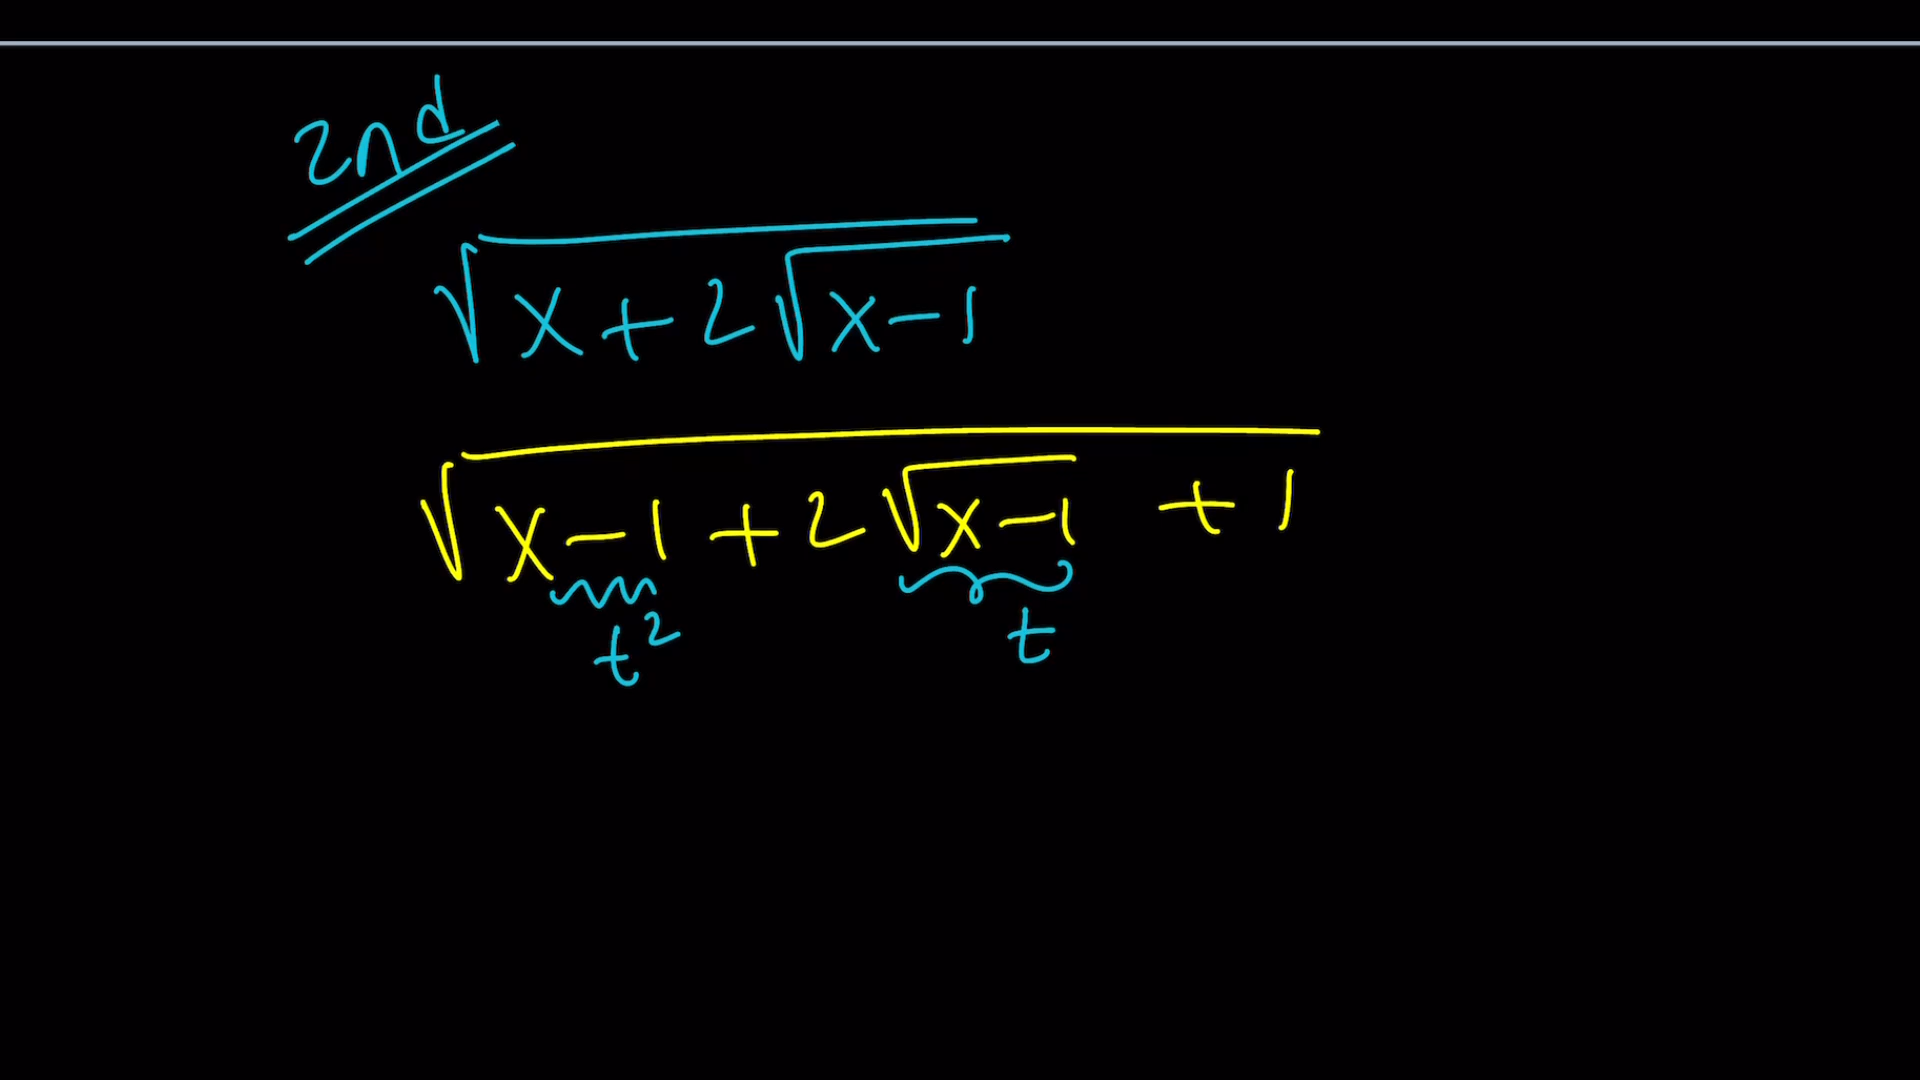 2nd
√(x+2√(x-1))
√(x-1+2√(x-1) +1)
t² t